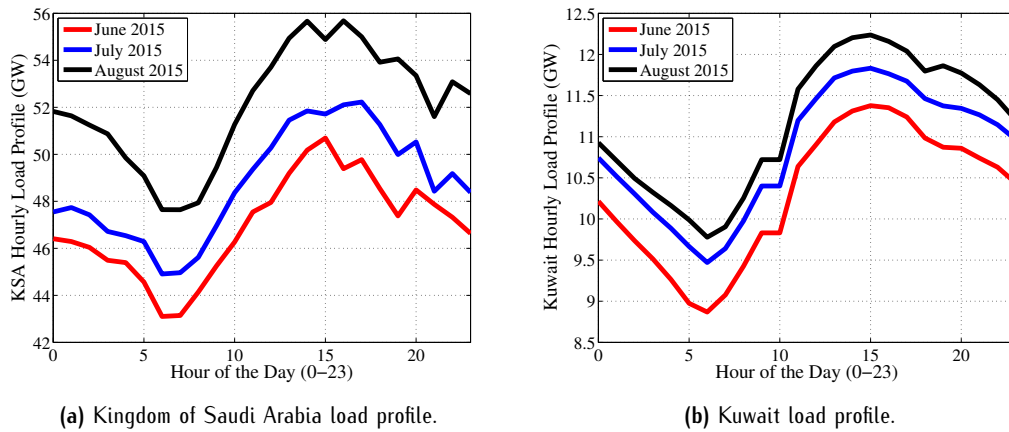 56
54
52
50
48
46
44
42
0
5
10
15
20
KSA Hourly Load Profile (GW)
Hour of the Day (0−23)
June 2015
July 2015
August 2015
(a) Kingdom of Saudi Arabia load profile.
12.5
12
11.5
11
10.5
10
9.5
9
8.5
0
5
10
15
20
Kuwait Hourly Load Profile (GW)
Hour of the Day (0−23)
June 2015
July 2015
August 2015
(b) Kuwait load profile.